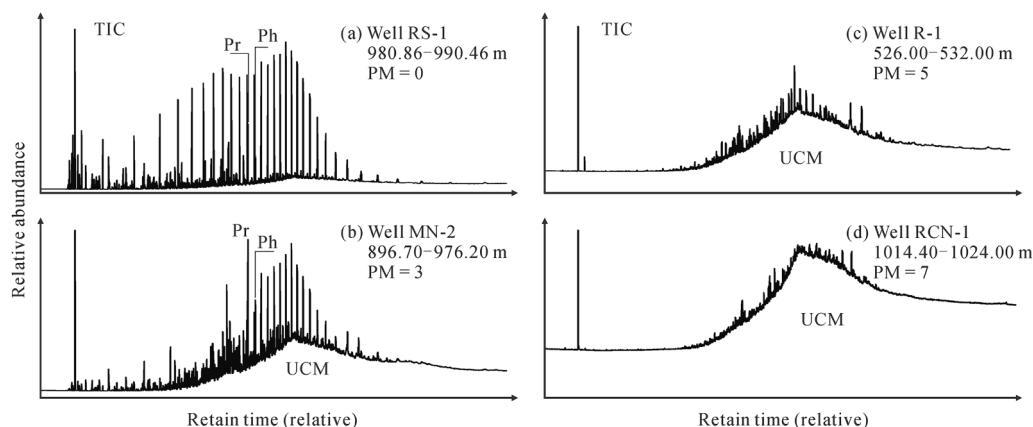 TIC
Pr
Ph
(a) Well RS-1
980.86−990.46 m
PM = 0
TIC
(c) Well R-1
526.00−532.00 m
PM = 5
UCM
Relative abundance
Pr
Ph
(b) Well MN-2
896.70−976.20 m
PM = 3
UCM
(d) Well RCN-1
1014.40−1024.00 m
PM = 7
UCM
Retain time (relative)
Retain time (relative)